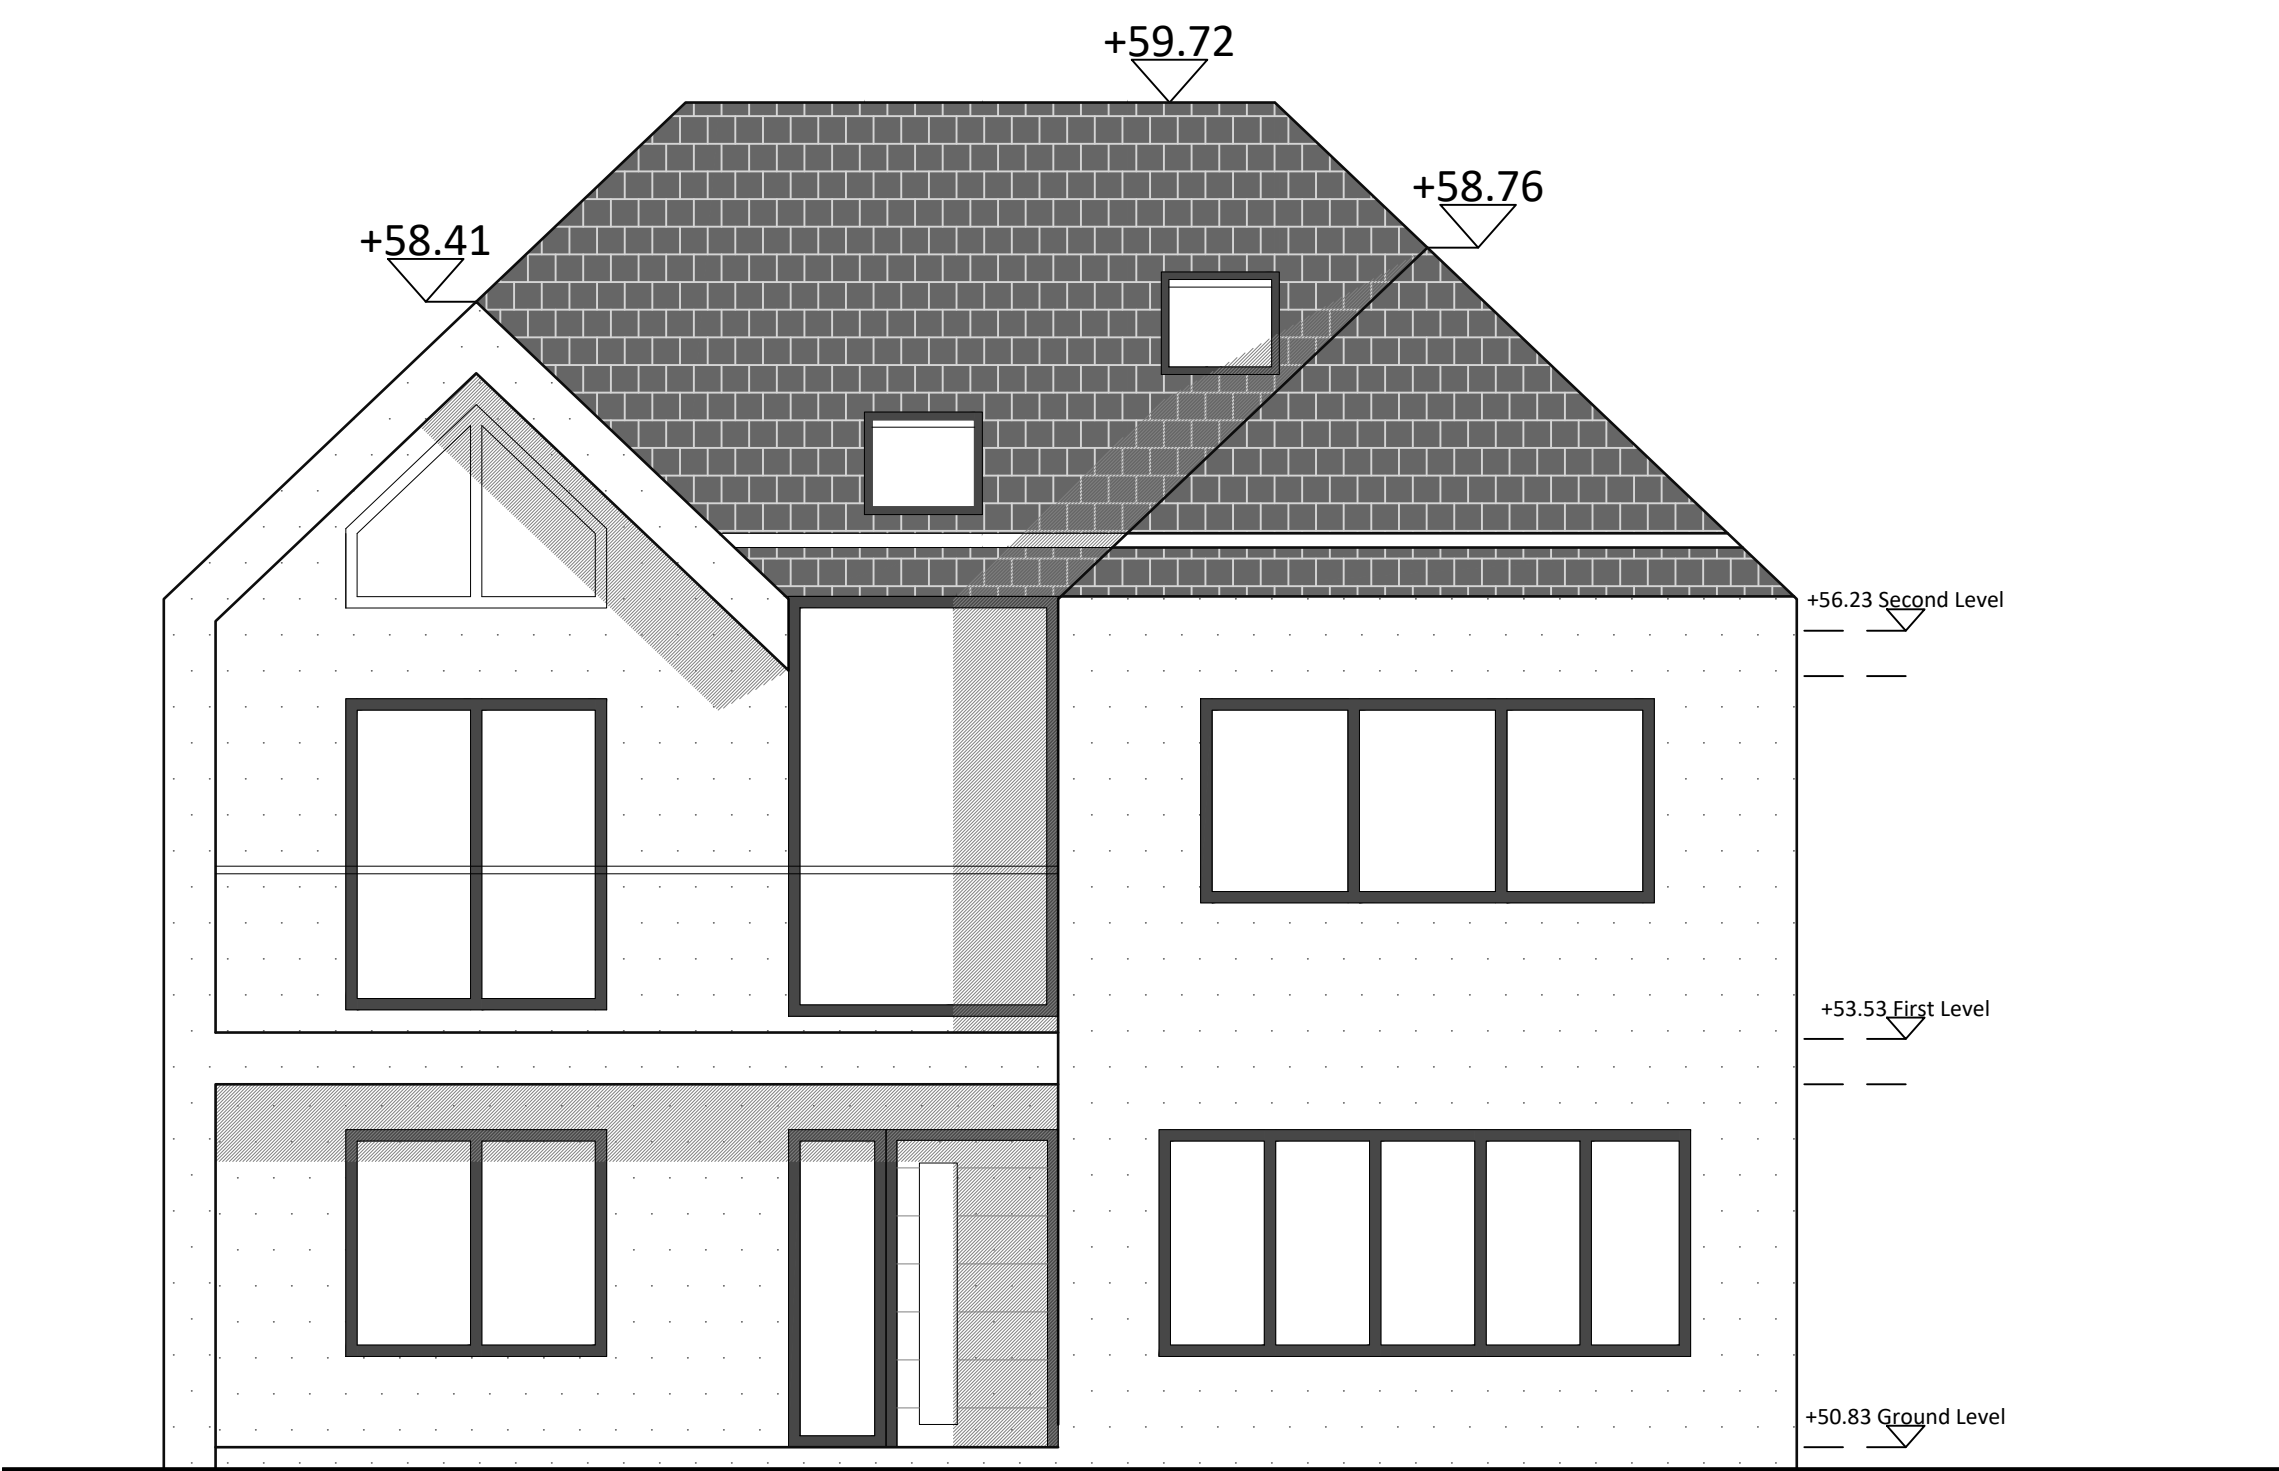 +59.72
+58.76
+58.41
+56.23 Second Level
+53.53 First Level
+50.83 Ground Level